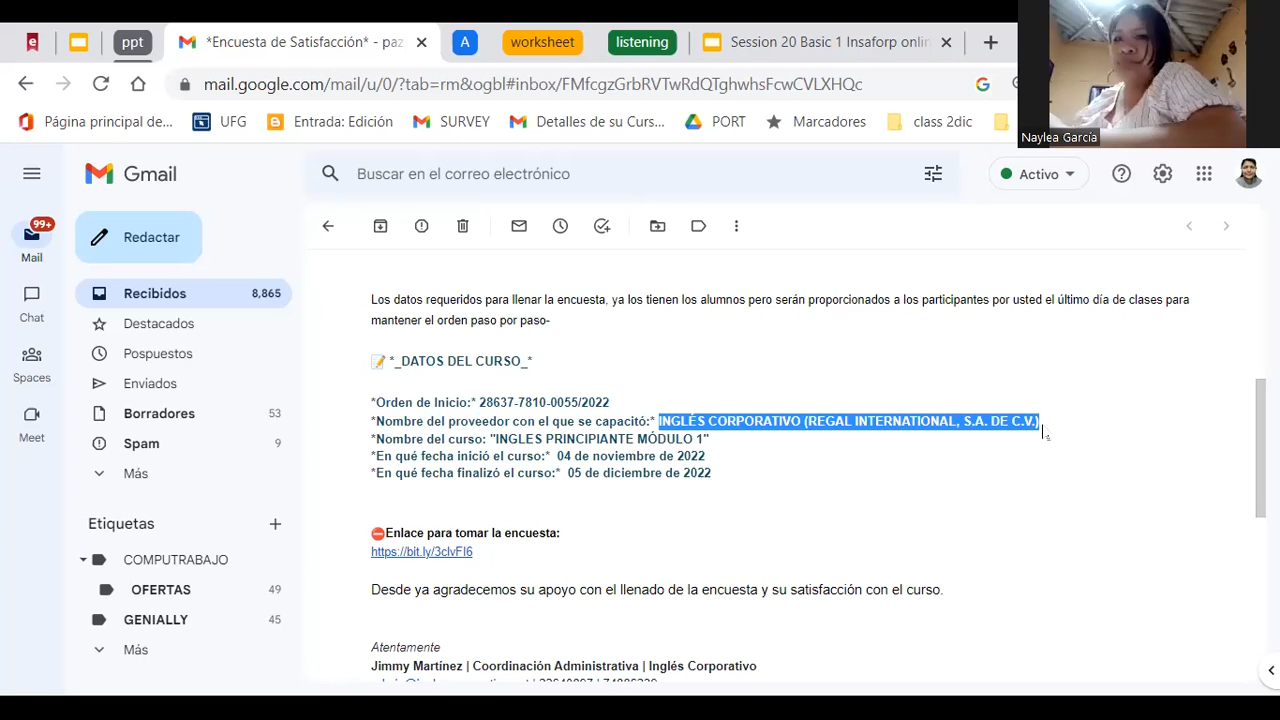 ppt
*Encuesta de Satisfacción* - paz
A
worksheet
listening
Session 20 Basic 1 Insaforp onlin
mail.google.com/mail/u/0/?tab=rm&ogbl#inbox/FMfcgzGrbRVTwRdQTghwhsFcwCVLXHQc
Página principal de...
UFG
Entrada: Edición
SURVEY
Detalles de su Curs...
PORT
Marcadores
class 2dic
Naylea García
Gmail
Buscar en el correo electrónico
Activo
99+
Mail
Chat
Spaces
Meet
Redactar
Recibidos 8,865
Destacados
Pospuestos
Enviados
Borradores 53
Spam 9
Más
Etiquetas
COMPUTRABAJO
OFERTAS 49
GENIALLY 45
Más
Los datos requeridos para llenar la encuesta, ya los tienen los alumnos pero serán proporcionados a los participantes por usted el último día de clases para
mantener el orden paso por paso-
*_DATOS DEL CURSO_*
*Orden de Inicio:* 28637-7810-0055/2022
*Nombre del proveedor con el que se capacitó:* INGLÉS CORPORATIVO (REGAL INTERNATIONAL, S.A. DE C.V.)
*Nombre del curso: "INGLES PRINCIPIANTE MÓDULO 1"
*En qué fecha inició el curso:* 04 de noviembre de 2022
*En qué fecha finalizó el curso:* 05 de diciembre de 2022
Enlace para tomar la encuesta:
https://bit.ly/3clvFI6
Desde ya agradecemos su apoyo con el llenado de la encuesta y su satisfacción con el curso.
Atentamente
Jimmy Martínez | Coordinación Administrativa | Inglés Corporativo